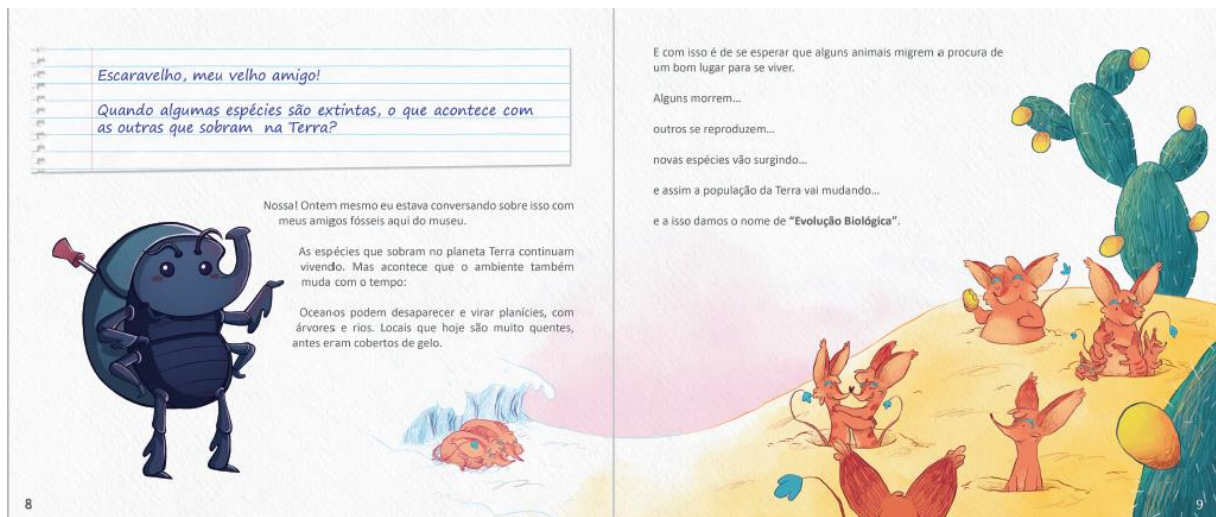 Escaravelho, meu velho amigo!
Quando algumas espécies são extintas, o que acontece com
as outras que sobram na Terra?
Nossa! Ontem mesmo eu estava conversando sobre isso com
meus amigos fósseis aqui do museu.
As espécies que sobram no planeta Terra continuam
vivendo. Mas acontece que o ambiente também
muda com o tempo:
Oceanos podem desaparecer e virar planícies, com
árvores e rios. Locais que hoje são muito quentes,
antes eram cobertos de gelo.
8
E com isso é de se esperar que alguns animais migrem a procura de
um bom lugar para se viver.
Alguns morrem...
outros se reproduzem...
novas espécies vão surgindo...
e assim a população da Terra vai mudando...
e a isso damos o nome de “Evolução Biológica”.
9